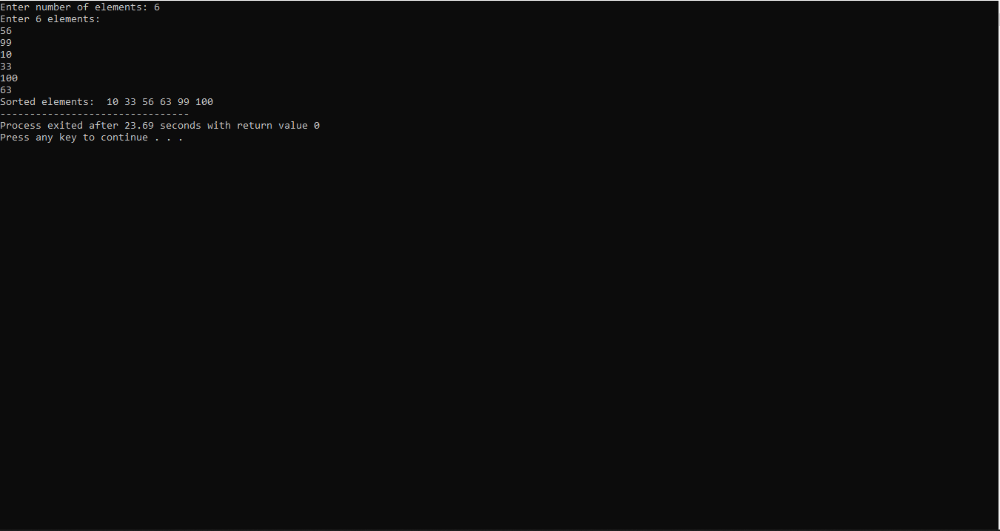 Enter number of elements: 6
Enter 6 elements:
56
99
10
33
100
63
Sorted elements:  10 33 56 63 99 100
--------------------------------
Process exited after 23.69 seconds with return value 0
Press any key to continue . . .